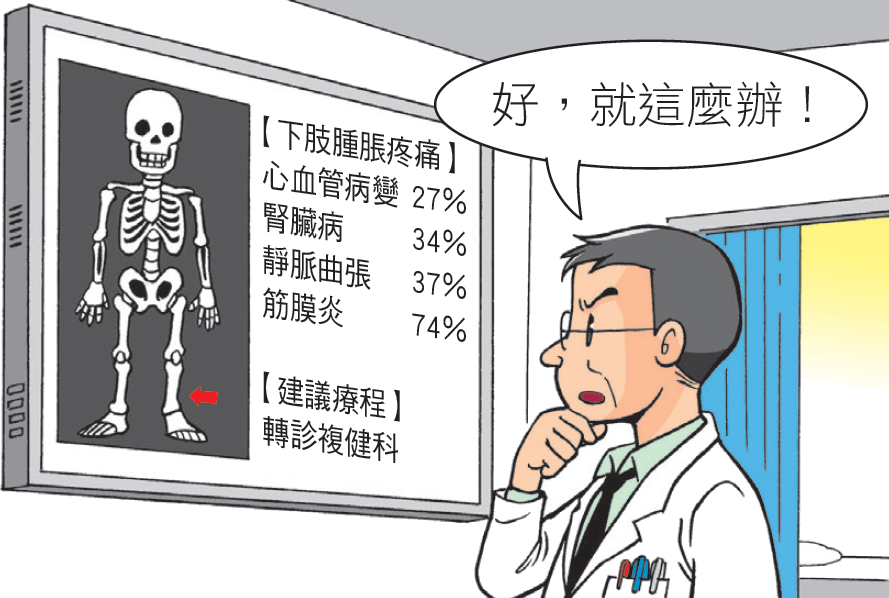 好，就這麼辦！
【下肢腫脹疼痛】
心血管病變 27%
腎臟病 34%
靜脈曲張 37%
筋膜炎 74%
【建議療程】
轉診複健科